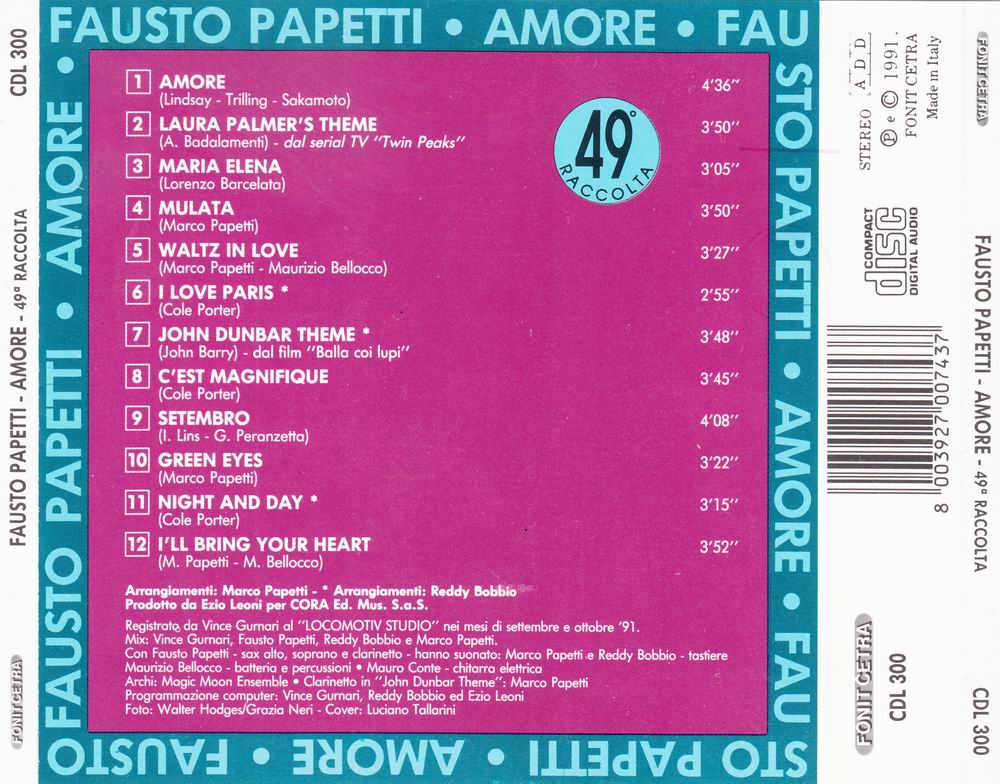 FAUSTO PAPETTI • AMORE • FAUSTO PAPETTI • AMORE • FAUSTO PAPETTI • AMORE • FAUSTO
FAUSTO PAPETTI • AMORE •
1 AMORE 4'36''
(Lindsay - Trilling - Sakamoto)
2 LAURA PALMER'S THEME 3'50''
(A. Badalamenti) - dal serial TV "Twin Peaks"
3 MARIA ELENA 3'05''
(Lorenzo Barcelata)
4 MULATA 3'50''
(Marco Papetti)
5 WALTZ IN LOVE 3'27''
(Marco Papetti - Maurizio Bellocco)
6 I LOVE PARIS * 2'55''
(Cole Porter)
7 JOHN DUNBAR THEME * 3'48''
(John Barry) - dal film "Balla coi lupi"
8 C'EST MAGNIFIQUE 3'45''
(Cole Porter)
9 SETEMBRO 4'08''
(I. Lins - G. Peranzetta)
10 GREEN EYES 3'22''
(Marco Papetti)
11 NIGHT AND DAY * 3'15''
(Cole Porter)
12 I'LL BRING YOUR HEART 3'52''
(M. Papetti - M. Bellocco)
49°
RACCOLTA
Arrangiamenti: Marco Papetti - * Arrangiamenti: Reddy Bobbio
Prodotto da Ezio Leoni per CORA Ed. Mus. S.a.S.
Registrato da Vince Gurnari al "LOCOMOTIV STUDIO" nei mesi di settembre e ottobre '91.
Mix: Vince Gurnari, Fausto Papetti, Reddy Bobbio e Marco Papetti.
Con Fausto Papetti - sax alto, soprano e clarinetto - hanno suonato: Marco Papetti e Reddy Bobbio - tastiere
Maurizio Bellocco - batteria e percussioni • Mauro Conte - chitarra elettrica
Archi: Magic Moon Ensemble • Clarinetto in "John Dunbar Theme": Marco Papetti
Programmazione computer: Vince Gurnari, Reddy Bobbio ed Ezio Leoni
Foto: Walter Hodges/Grazia Neri - Cover: Luciano Tallarini
FONIT CETRA
FAUSTO PAPETTI - AMORE - 49ª RACCOLTA
CDL 300
STEREO ADD
℗ e © 1991.
FONIT CETRA
Made in Italy
COMPACT
disc
DIGITAL AUDIO
8 003927 007437
FONIT CETRA
CDL 300
FONIT CETRA
FAUSTO PAPETTI - AMORE - 49ª RACCOLTA
CDL 300